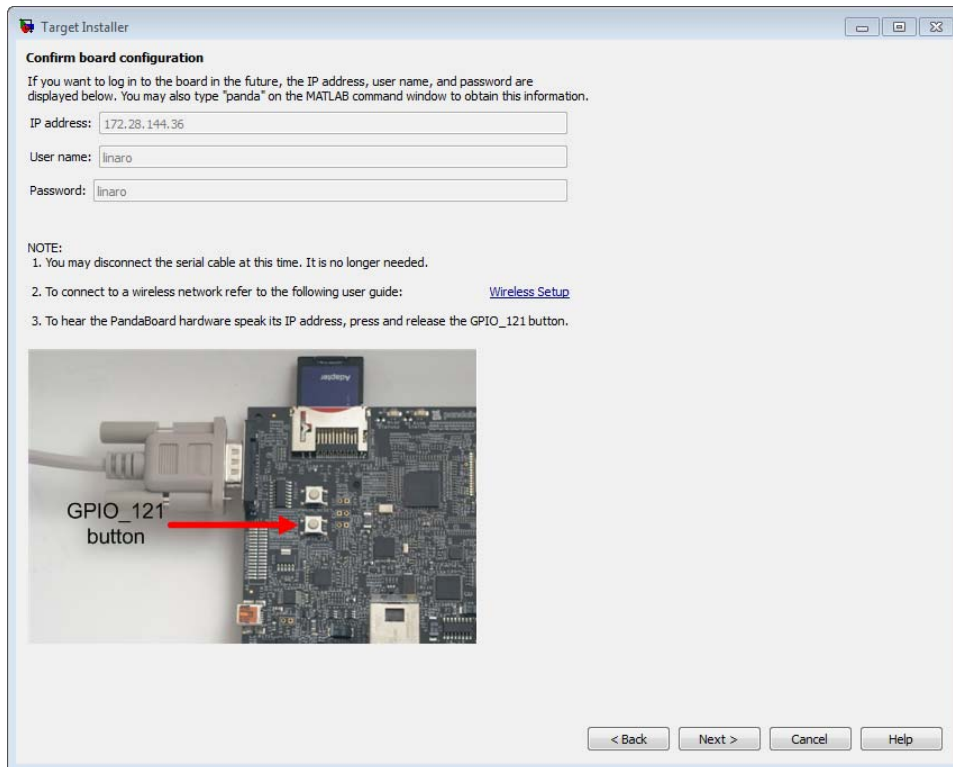 Target Installer
Confirm board configuration
If you want to log in to the board in the future, the IP address, user name, and password are
displayed below. You may also type "panda" on the MATLAB command window to obtain this information.
IP address: 172.28.144.36
User name: linaro
Password: linaro
NOTE:
1. You may disconnect the serial cable at this time. It is no longer needed.
2. To connect to a wireless network refer to the following user guide: Wireless Setup
3. To hear the PandaBoard hardware speak its IP address, press and release the GPIO_121 button.
Adapter
GPIO_121
button
< Back Next > Cancel Help